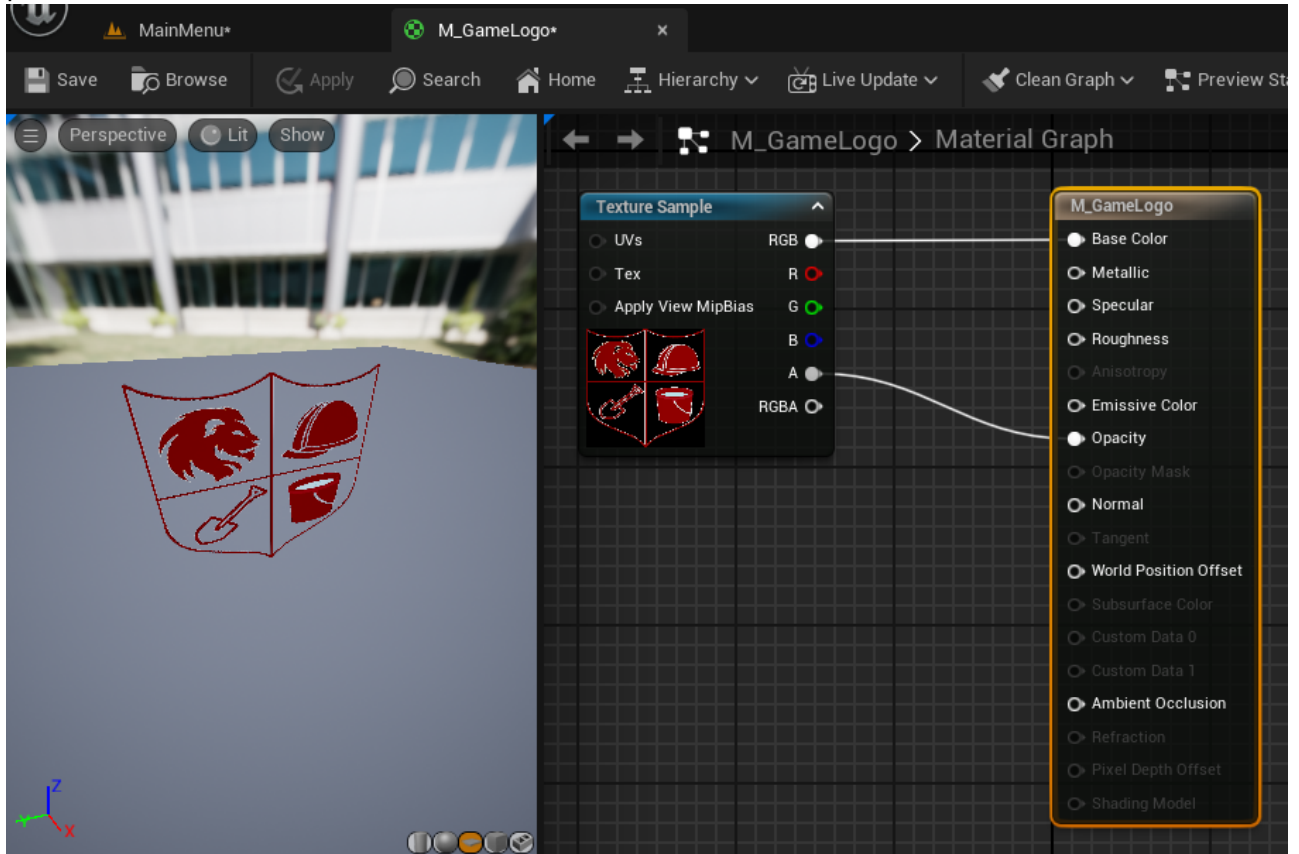 MainMenu*
M_GameLogo*
Save
Browse
Apply
Search
Home
Hierarchy
Live Update
Clean Graph
Preview
Perspective
Lit
Show
M_GameLogo > Material Graph
Texture Sample
UVs RGB
Tex R
Apply View MipBias G
B
A
RGBA
M_GameLogo
Base Color
Metallic
Specular
Roughness
Anisotropy
Emissive Color
Opacity
Opacity Mask
Normal
Tangent
World Position Offset
Subsurface Color
Custom Data 0
Custom Data 1
Ambient Occlusion
Refraction
Pixel Depth Offset
Shading Model
Z
Y
X